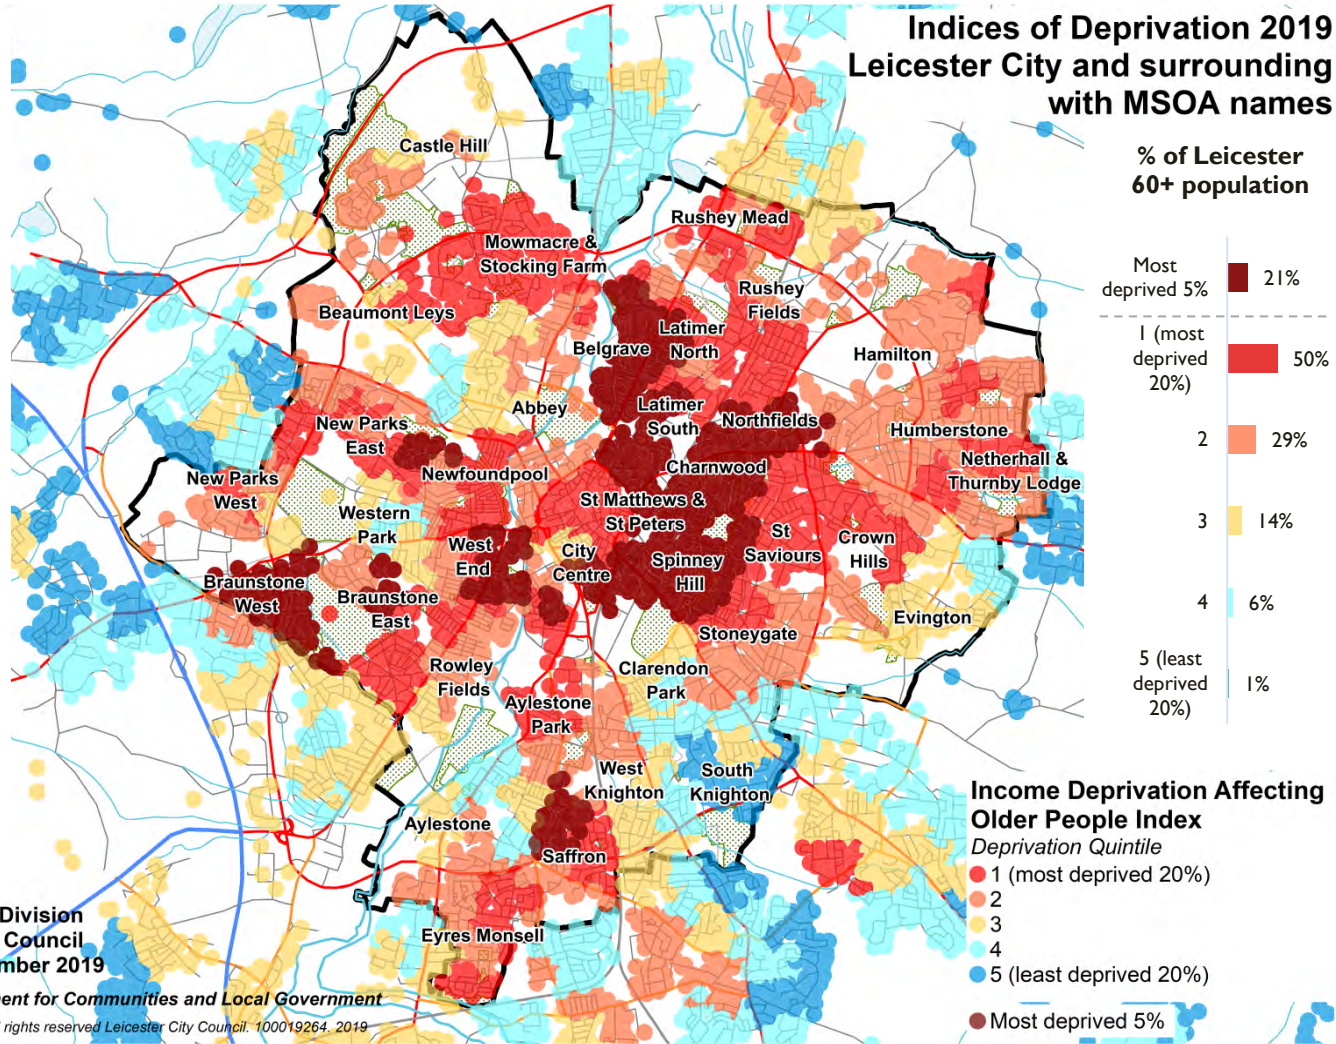 Indices of Deprivation 2019
Leicester City and surrounding
with MSOA names
% of Leicester
60+ population
Most
deprived 5%
21%
1 (most
deprived
20%)
50%
2
29%
3
14%
4
6%
5 (least
deprived
20%)
1%
Castle Hill
Rushey Mead
Mowmacre &
Stocking Farm
Rushey
Fields
Beaumont Leys
Latimer
North
Belgrave
Hamilton
Abbey
Latimer
South
Northfields
New Parks
East
Humberstone
Newfoundpool
Charnwood
Netherhall &
Thurnby Lodge
New Parks
West
St Matthews &
St Peters
Western
Park
St
Saviours
Crown
Hills
West
End
City
Centre
Spinney
Hill
Braunstone
West
Braunstone
East
Evington
Stoneygate
Rowley
Fields
Clarendon
Park
Aylestone
Park
West
Knighton
South
Knighton
Aylestone
Saffron
Eyres Monsell
Income Deprivation Affecting
Older People Index
Deprivation Quintile
1 (most deprived 20%)
2
3
4
5 (least deprived 20%)
Most deprived 5%
Division
Council
mber 2019
ent for Communities and Local Government
rights reserved Leicester City Council. 100019264. 2019